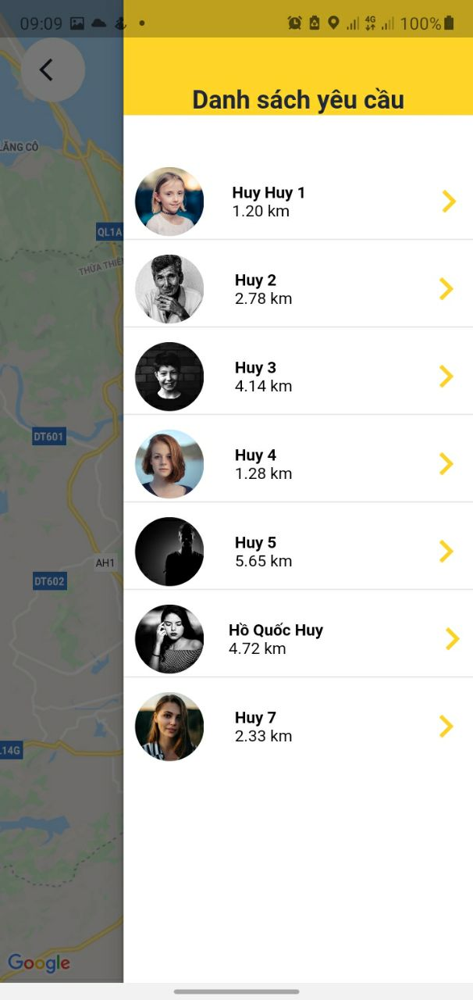 09:09
4G
100%
Danh sách yêu cầu
LĂNG CÔ
Huy Huy 1
1.20 km
QL1A
THỪA THIÊN
Huy 2
2.78 km
Huy 3
4.14 km
DT601
Huy 4
1.28 km
Huy 5
5.65 km
AH1
DT602
Hồ Quốc Huy
4.72 km
Huy 7
2.33 km
L14G
Google